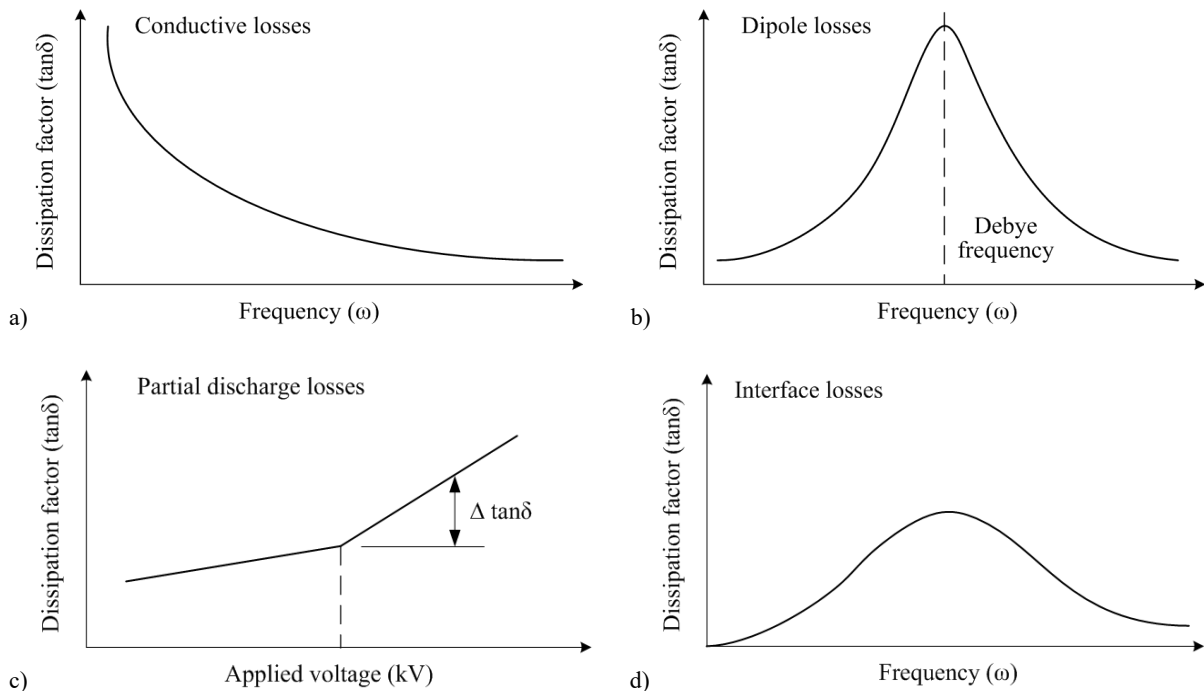 Conductive losses
Dissipation factor (tanδ)
Frequency (ω)
a)
Dipole losses
Dissipation factor (tanδ)
Debye
frequency
Frequency (ω)
b)
Partial discharge losses
Dissipation factor (tanδ)
Δ tanδ
Applied voltage (kV)
c)
Interface losses
Dissipation factor (tanδ)
Frequency (ω)
d)